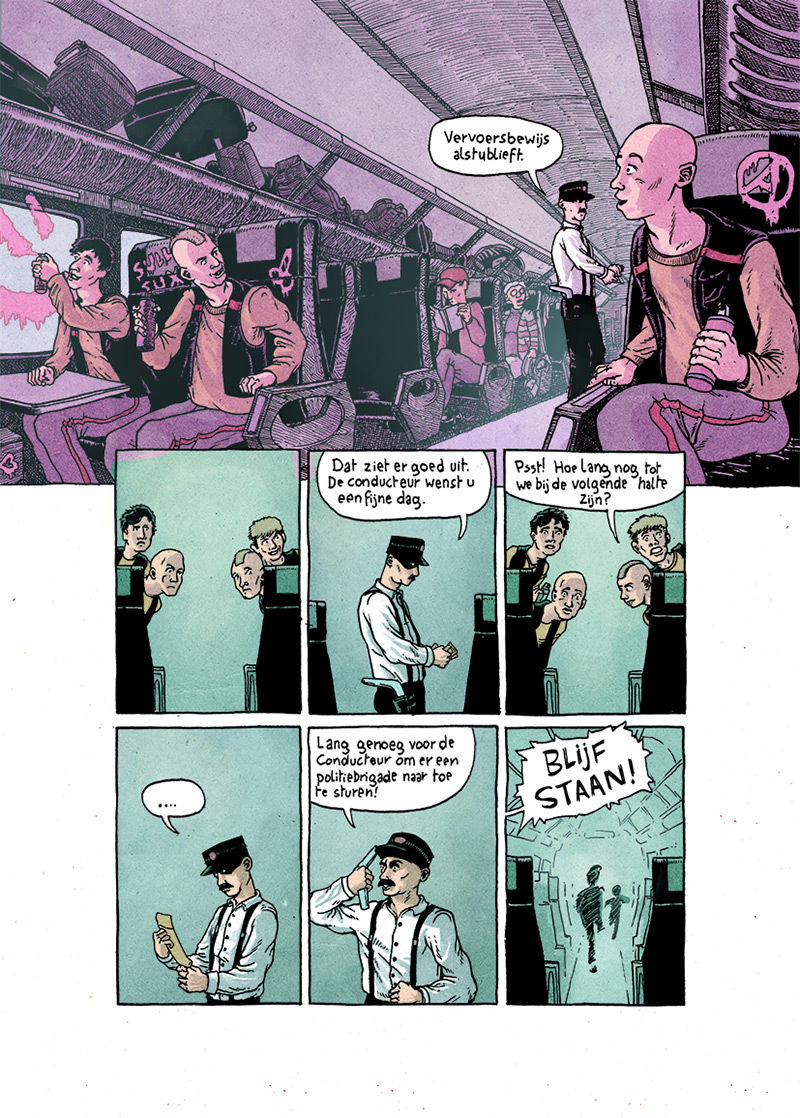 Vervoersbewijs
alstublieft.
SULLY
SUX
Dat ziet er goed uit.
De conducteur wenst u
een fijne dag.
Psst! Hoe lang nog tot
we bij de volgende halte
zijn?
....
Lang genoeg voor de
Conducteur om er een
politiebrigade naar toe
te sturen!
BLIJF
STAAN!